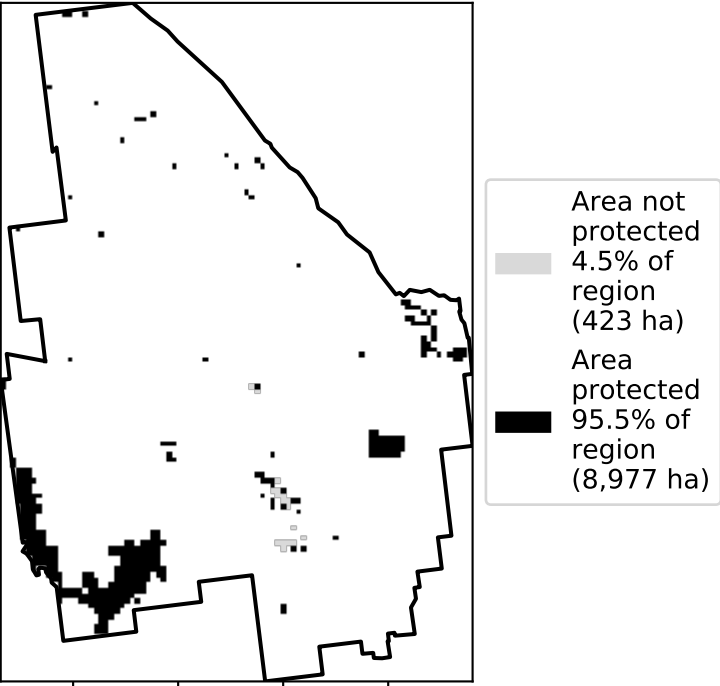 Area not
protected
4.5% of
region
(423 ha)
Area
protected
95.5% of
region
(8,977 ha)